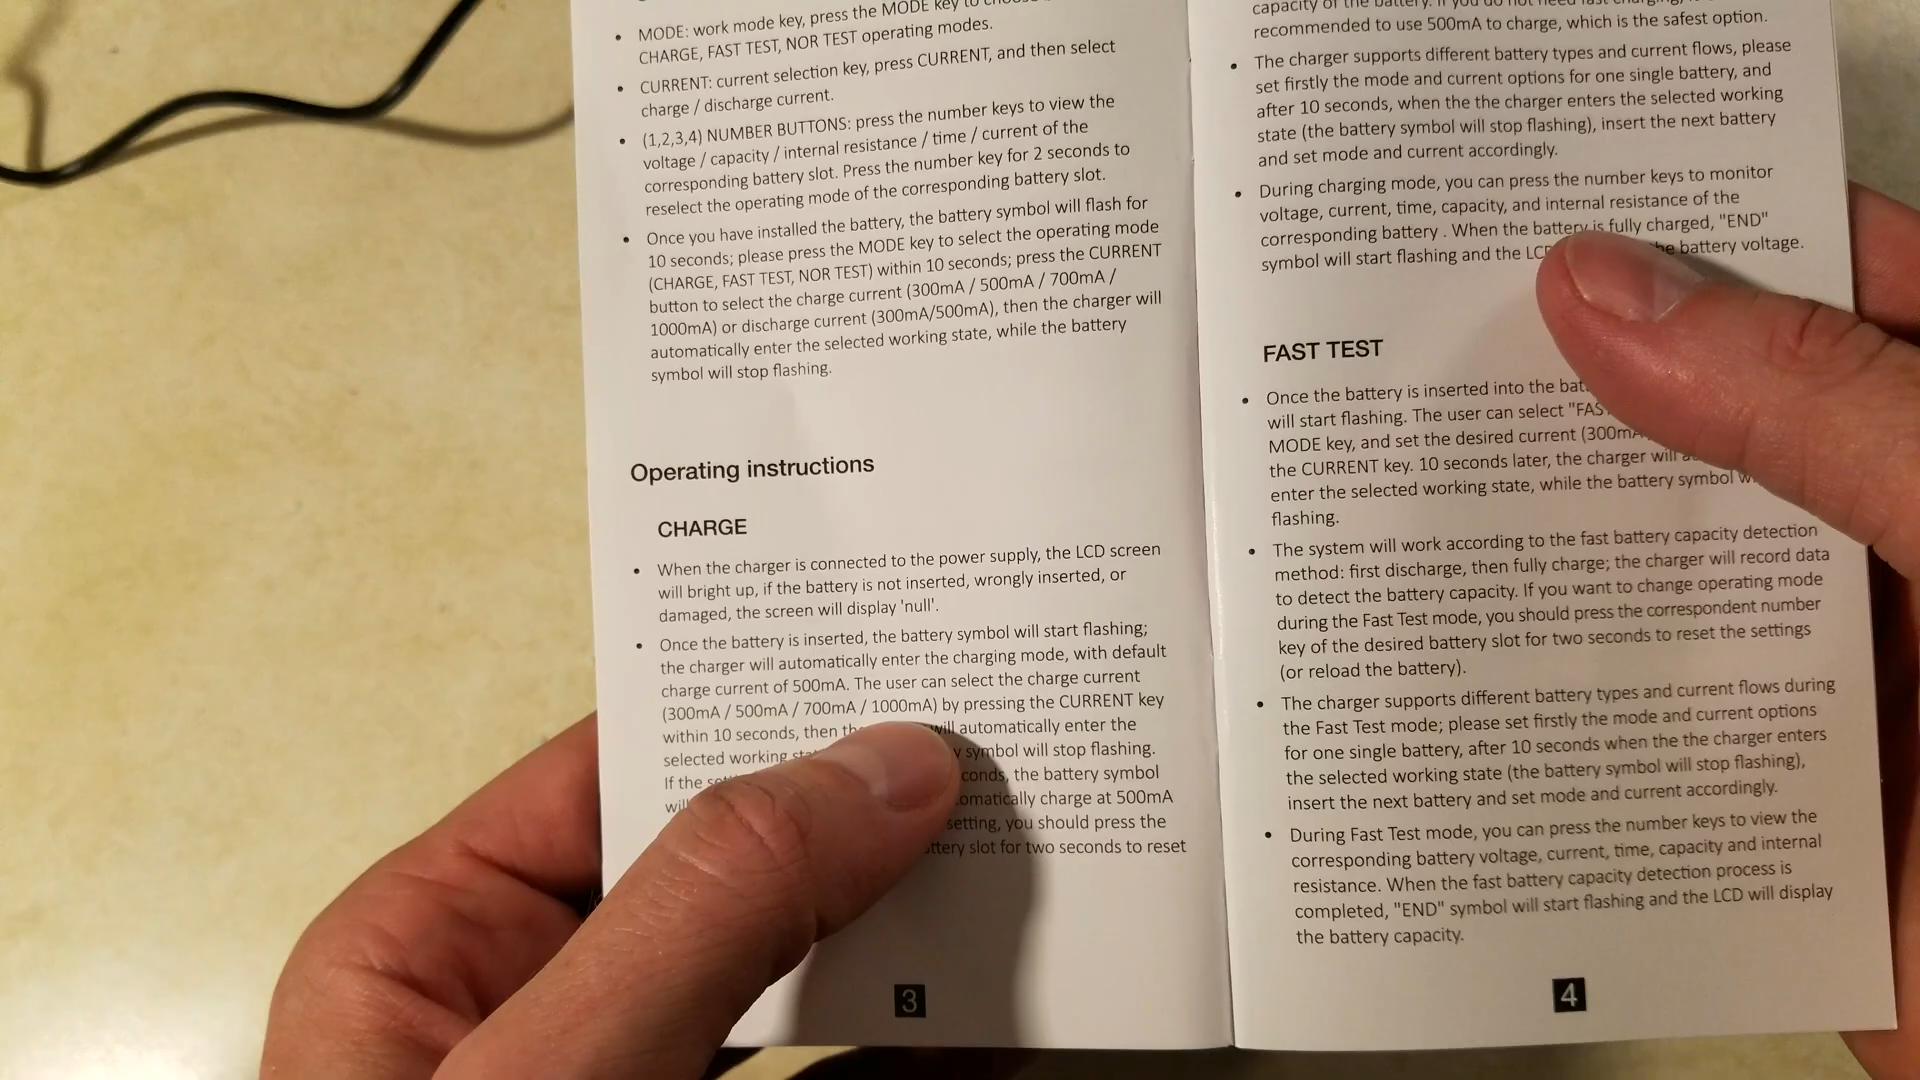 MODE: work mode key, press the MODE key to
CHARGE, FAST TEST, NOR TEST operating modes.
CURRENT: current selection key, press CURRENT, and then select
charge / discharge current.
(1,2,3,4) NUMBER BUTTONS: press the number keys to view the
voltage / capacity / internal resistance / time / current of the
corresponding battery slot. Press the number key for 2 seconds to
reselect the operating mode of the corresponding battery slot.
Once you have installed the battery, the battery symbol will flash for
10 seconds; please press the MODE key to select the operating mode
(CHARGE, FAST TEST, NOR TEST) within 10 seconds; press the CURRENT
button to select the charge current (300mA / 500mA / 700mA /
1000mA) or discharge current (300mA/500mA), then the charger will
automatically enter the selected working state, while the battery
symbol will stop flashing.
Operating instructions
CHARGE
When the charger is connected to the power supply, the LCD screen
will bright up, if the battery is not inserted, wrongly inserted, or
damaged, the screen will display 'null'.
Once the battery is inserted, the battery symbol will start flashing;
the charger will automatically enter the charging mode, with default
charge current of 500mA. The user can select the charge current
(300mA / 500mA / 700mA / 1000mA) by pressing the CURRENT key
within 10 seconds, then will automatically enter the
selected working symbol will stop flashing.
If the the battery symbol
will charge at 500mA
setting, you should press the
slot for two seconds to reset
3
capacity of the battery. If you do not need fast
recommended to use 500mA to charge, which is the safest option.
The charger supports different battery types and current flows, please
set firstly the mode and current options for one single battery, and
after 10 seconds, when the the charger enters the selected working
state (the battery symbol will stop flashing), insert the next battery
and set mode and current accordingly.
During charging mode, you can press the number keys to monitor
voltage, current, time, capacity, and internal resistance of the
corresponding battery . When the battery is fully charged, "END"
symbol will start flashing and the battery voltage.
FAST TEST
Once the battery is inserted into the
will start flashing. The user can select
MODE key, and set the desired current
the CURRENT key. 10 seconds later, the charger will
enter the selected working state, while the battery symbol
flashing.
The system will work according to the fast battery capacity detection
method: first discharge, then fully charge; the charger will record data
to detect the battery capacity. If you want to change operating mode
during the Fast Test mode, you should press the correspondent number
key of the desired battery slot for two seconds to reset the settings
(or reload the battery).
The charger supports different battery types and current flows during
the Fast Test mode; please set firstly the mode and current options
for one single battery, after 10 seconds when the the charger enters
the selected working state (the battery symbol will stop flashing),
insert the next battery and set mode and current accordingly.
During Fast Test mode, you can press the number keys to view the
corresponding battery voltage, current, time, capacity and internal
resistance. When the fast battery capacity detection process is
completed, "END" symbol will start flashing and the LCD will display
the battery capacity.
4